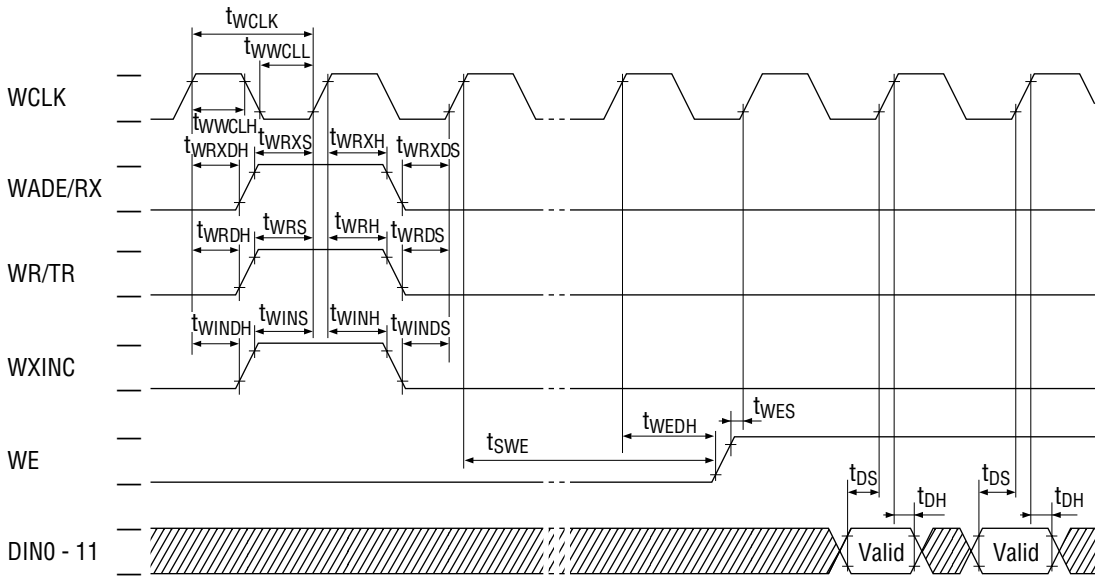 tWCLK
tWWCLL
WCLK
tWWCLH
tWRXDH tWRXS tWRXH tWRXDS
WADE/RX
tWRDH tWRS tWRH tWRDS
WR/TR
tWINDH tWINS tWINH tWINDS
WXINC
tWEDH tWES
tSWE
WE
tDS tDH tDS tDH
DIN0 - 11 Valid Valid